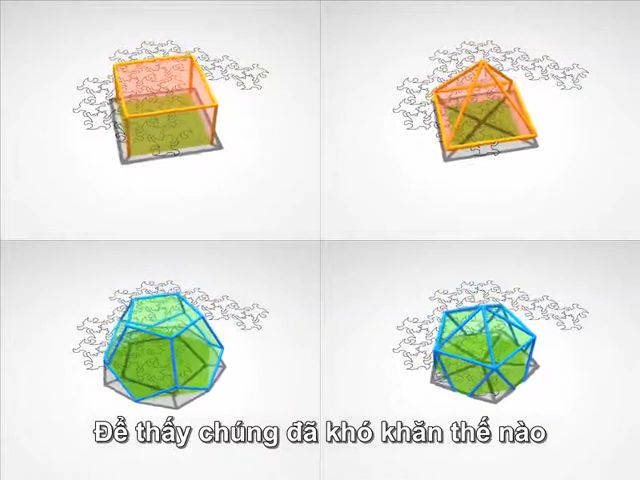 Để thấy chúng đã khó khăn thế nào